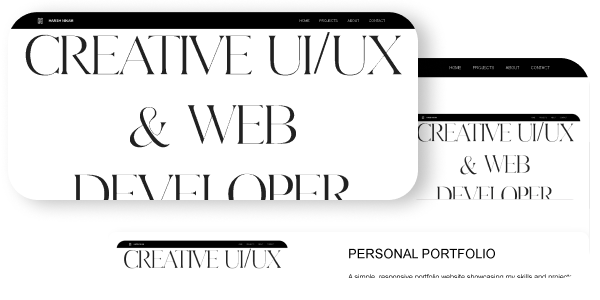 HARSH IQBAH
HOME PROJECTS ABOUT CONTACT
CREATIVE UI/UX
& WEB
DEVELOPER
HOME PROJECTS ABOUT CONTACT
CREATIVE UI/UX
& WEB
DEVELOPER
CREATIVE UI/UX
PERSONAL PORTFOLIO
A simple, responsive portfolio website showcasing my skills and projects